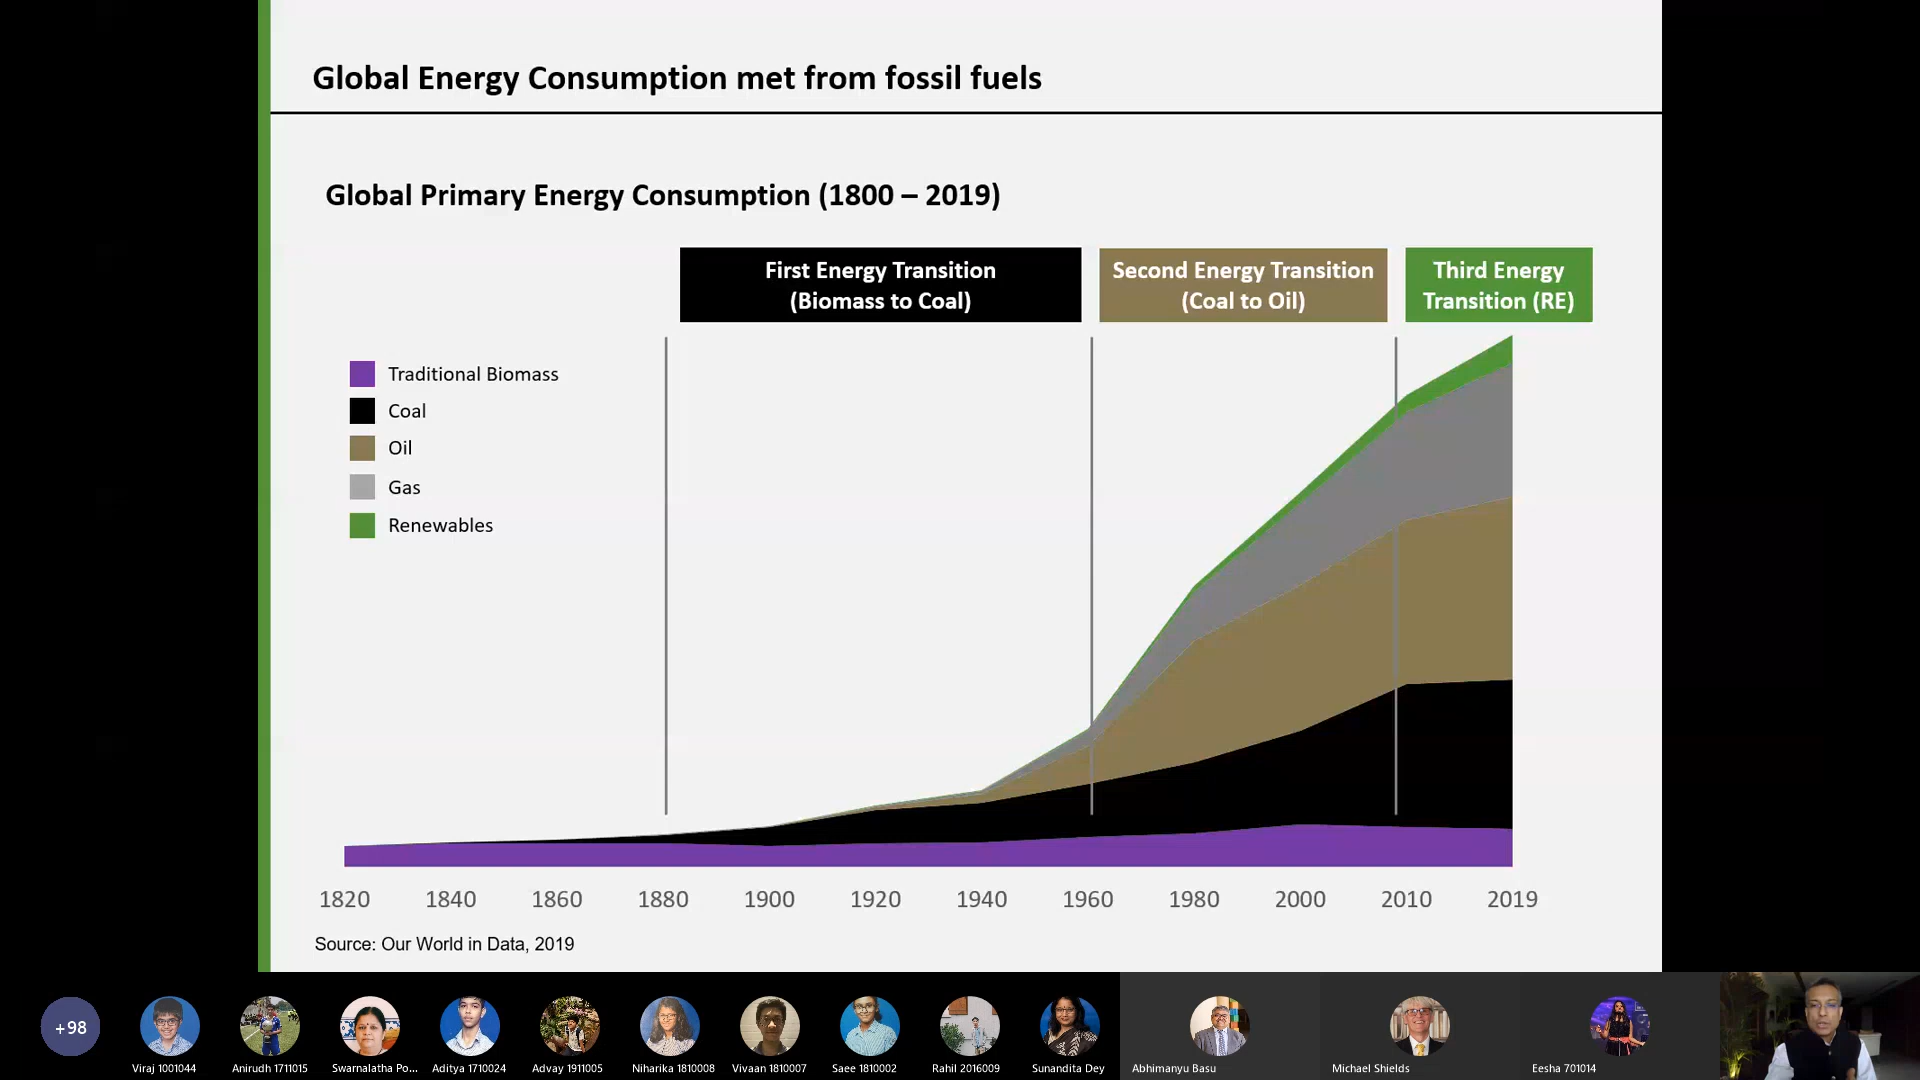 Global Energy Consumption met from fossil fuels
Global Primary Energy Consumption (1800 – 2019)
First Energy Transition
(Biomass to Coal)
Second Energy Transition
(Coal to Oil)
Third Energy
Transition (RE)
Traditional Biomass
Coal
Oil
Gas
Renewables
1820 1840 1860 1880 1900 1920 1940 1960 1980 2000 2010 2019
Source: Our World in Data, 2019
+98
Viraj 1001044 Anirudh 1711015 Swarnalatha Po... Aditya 1710024 Advay 1911005 Niharika 1810008 Vivaan 1810007 Saee 1810002 Rahil 2016009 Sunandita Dey Abhimanyu Basu Michael Shields Eesha 701014